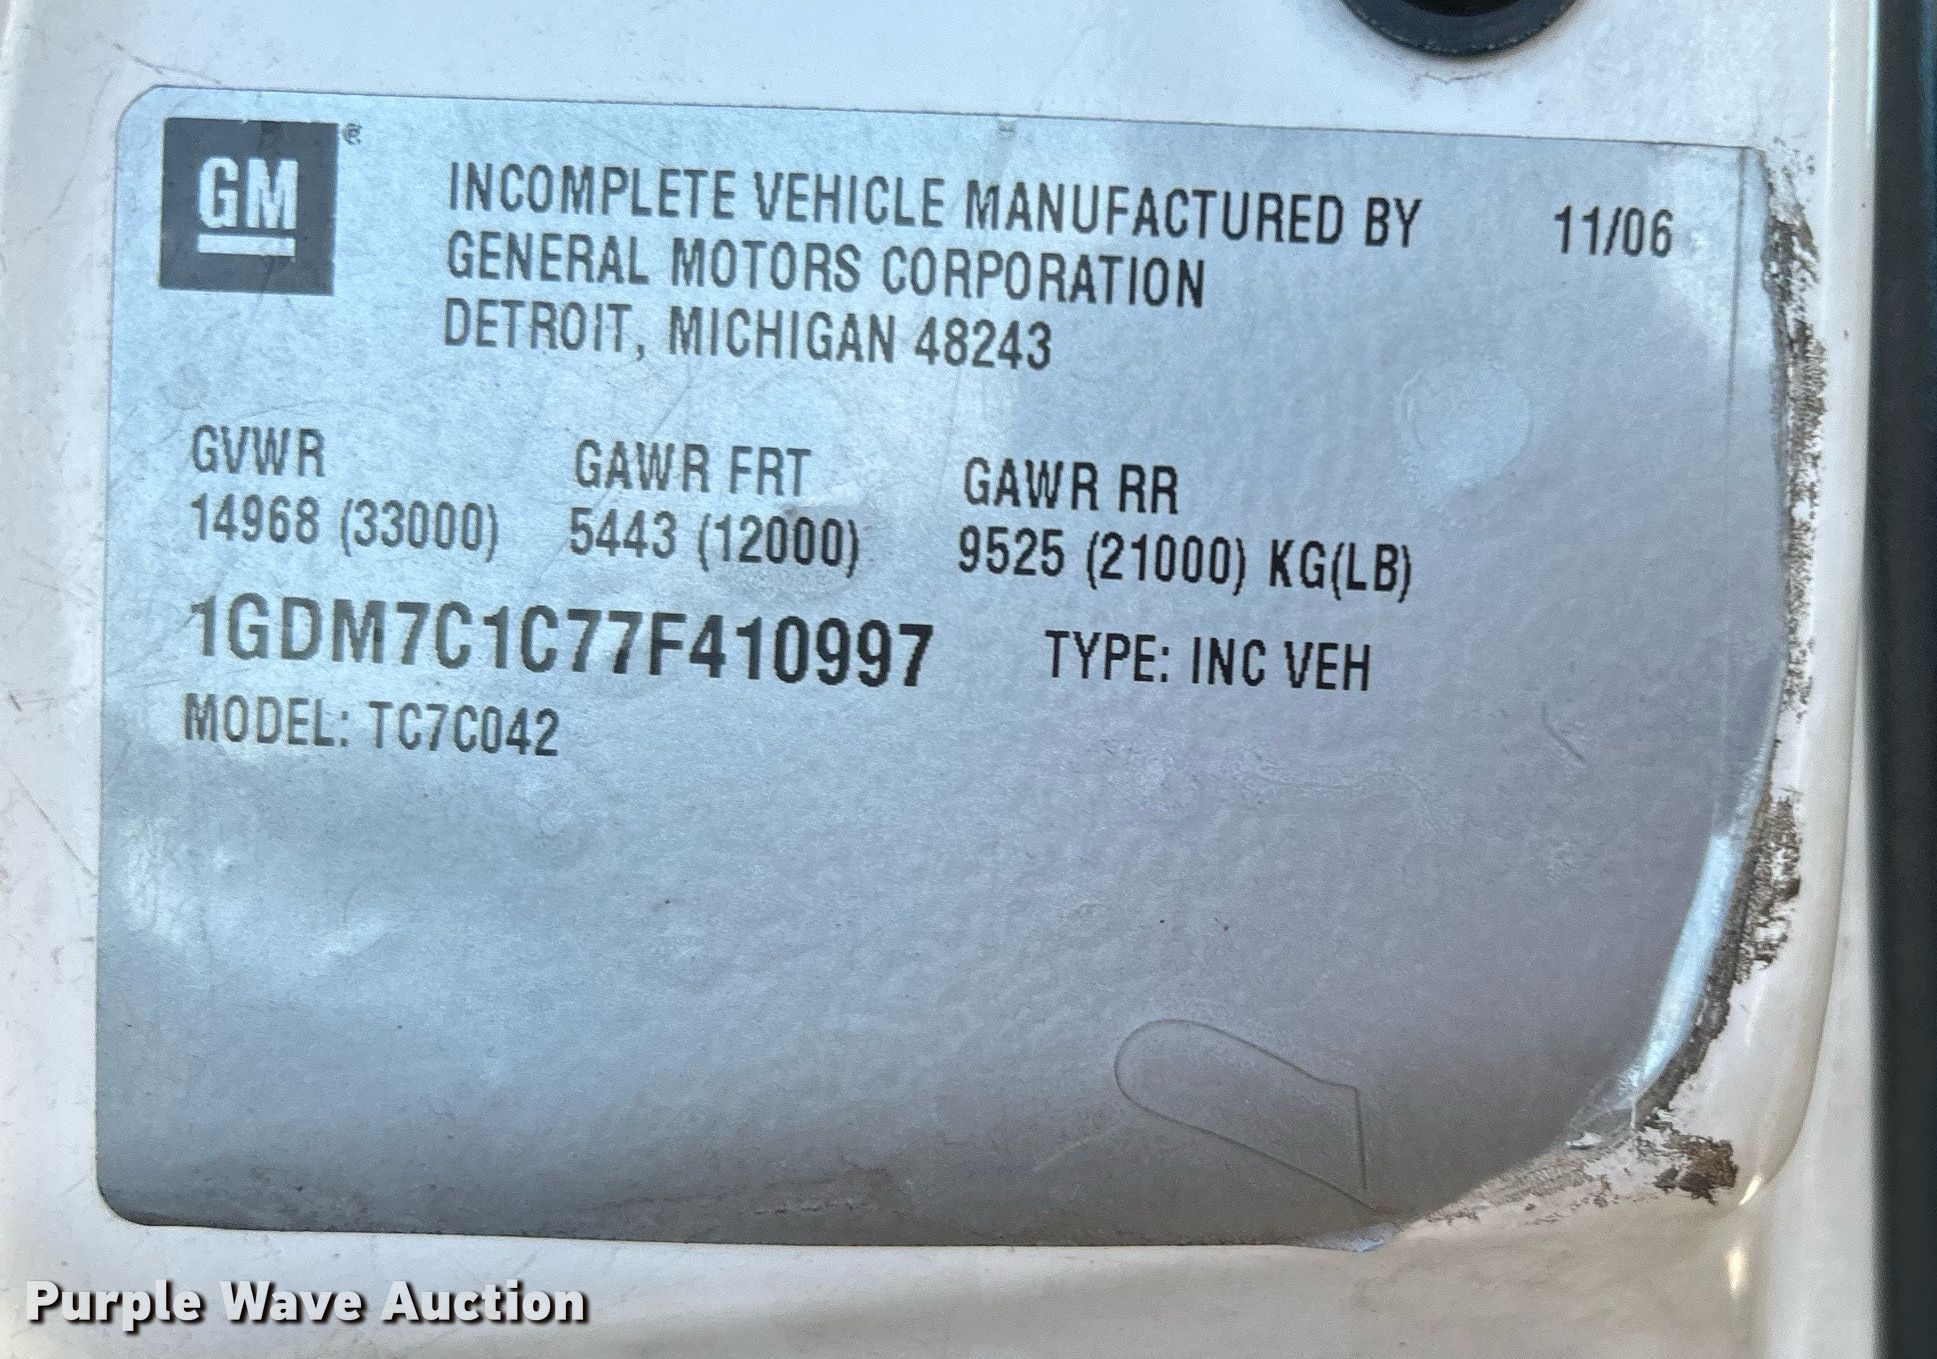 GM®
INCOMPLETE VEHICLE MANUFACTURED BY 11/06
GENERAL MOTORS CORPORATION
DETROIT, MICHIGAN 48243
GVWR GAWR FRT GAWR RR
14968 (33000) 5443 (12000) 9525 (21000) KG(LB)
1GDM7C1C77F410997 TYPE: INC VEH
MODEL: TC7C042
Purple Wave Auction